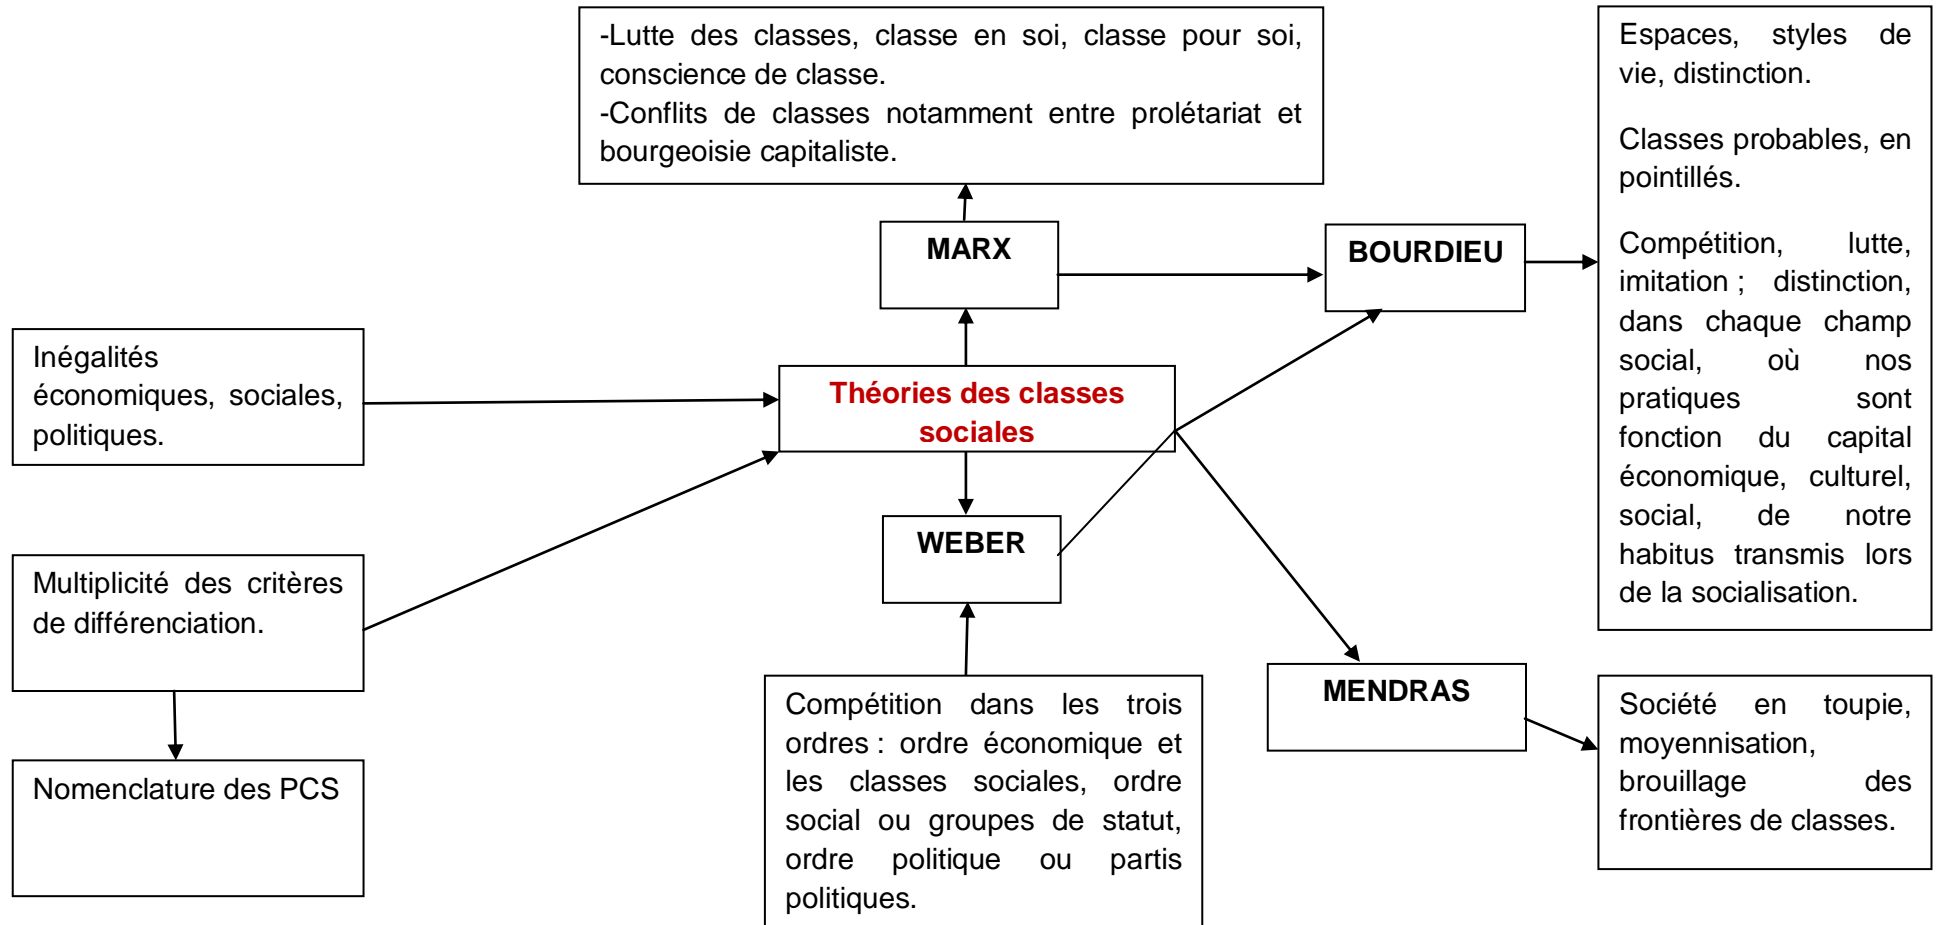 -Lutte des classes, classe en soi, classe pour soi,
conscience de classe.
-Conflits de classes notamment entre prolétariat et
bourgeoisie capitaliste.
MARX
BOURDIEU
Espaces, styles de
vie, distinction.
Classes probables, en
pointillés.
Compétition, lutte,
imitation ; distinction,
dans chaque champ
social, où nos
pratiques sont
fonction du capital
économique, culturel,
social, de notre
habitus transmis lors
de la socialisation.
Inégalités
économiques, sociales,
politiques.
Théories des classes
sociales
Multiplicité des critères
de différenciation.
WEBER
Nomenclature des PCS
Compétition dans les trois
ordres : ordre économique et
les classes sociales, ordre
social ou groupes de statut,
ordre politique ou partis
politiques.
MENDRAS
Société en toupie,
moyennisation,
brouillage des
frontières de classes.